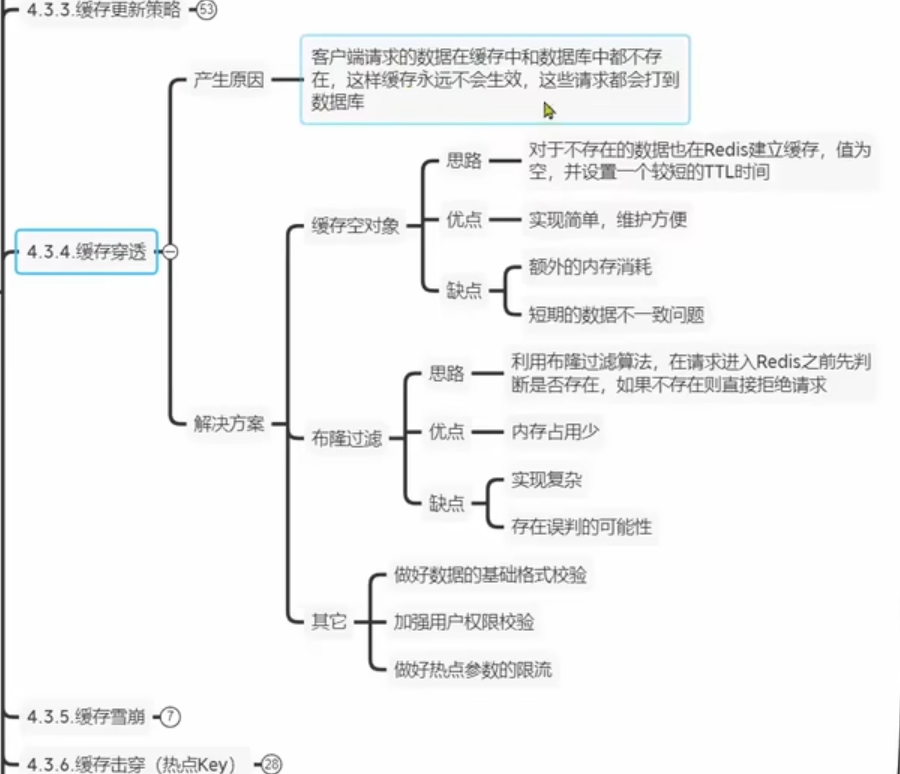 4.3.3.缓存更新策略
53
产生原因
客户端请求的数据在缓存中和数据库中都不存
在，这样缓存永远不会生效，这些请求都会打到
数据库
4.3.4.缓存穿透
解决方案
缓存空对象
思路
对于不存在的数据也在Redis建立缓存，值为
空，并设置一个较短的TTL时间
优点
实现简单，维护方便
缺点
额外的内存消耗
短期的数据不一致问题
布隆过滤
思路
利用布隆过滤算法，在请求进入Redis之前先判
断是否存在，如果不存在则直接拒绝请求
优点
内存占用少
缺点
实现复杂
存在误判的可能性
其它
做好数据的基础格式校验
加强用户权限校验
做好热点参数的限流
4.3.5.缓存雪崩
7
4.3.6.缓存击穿（热点Key）
28